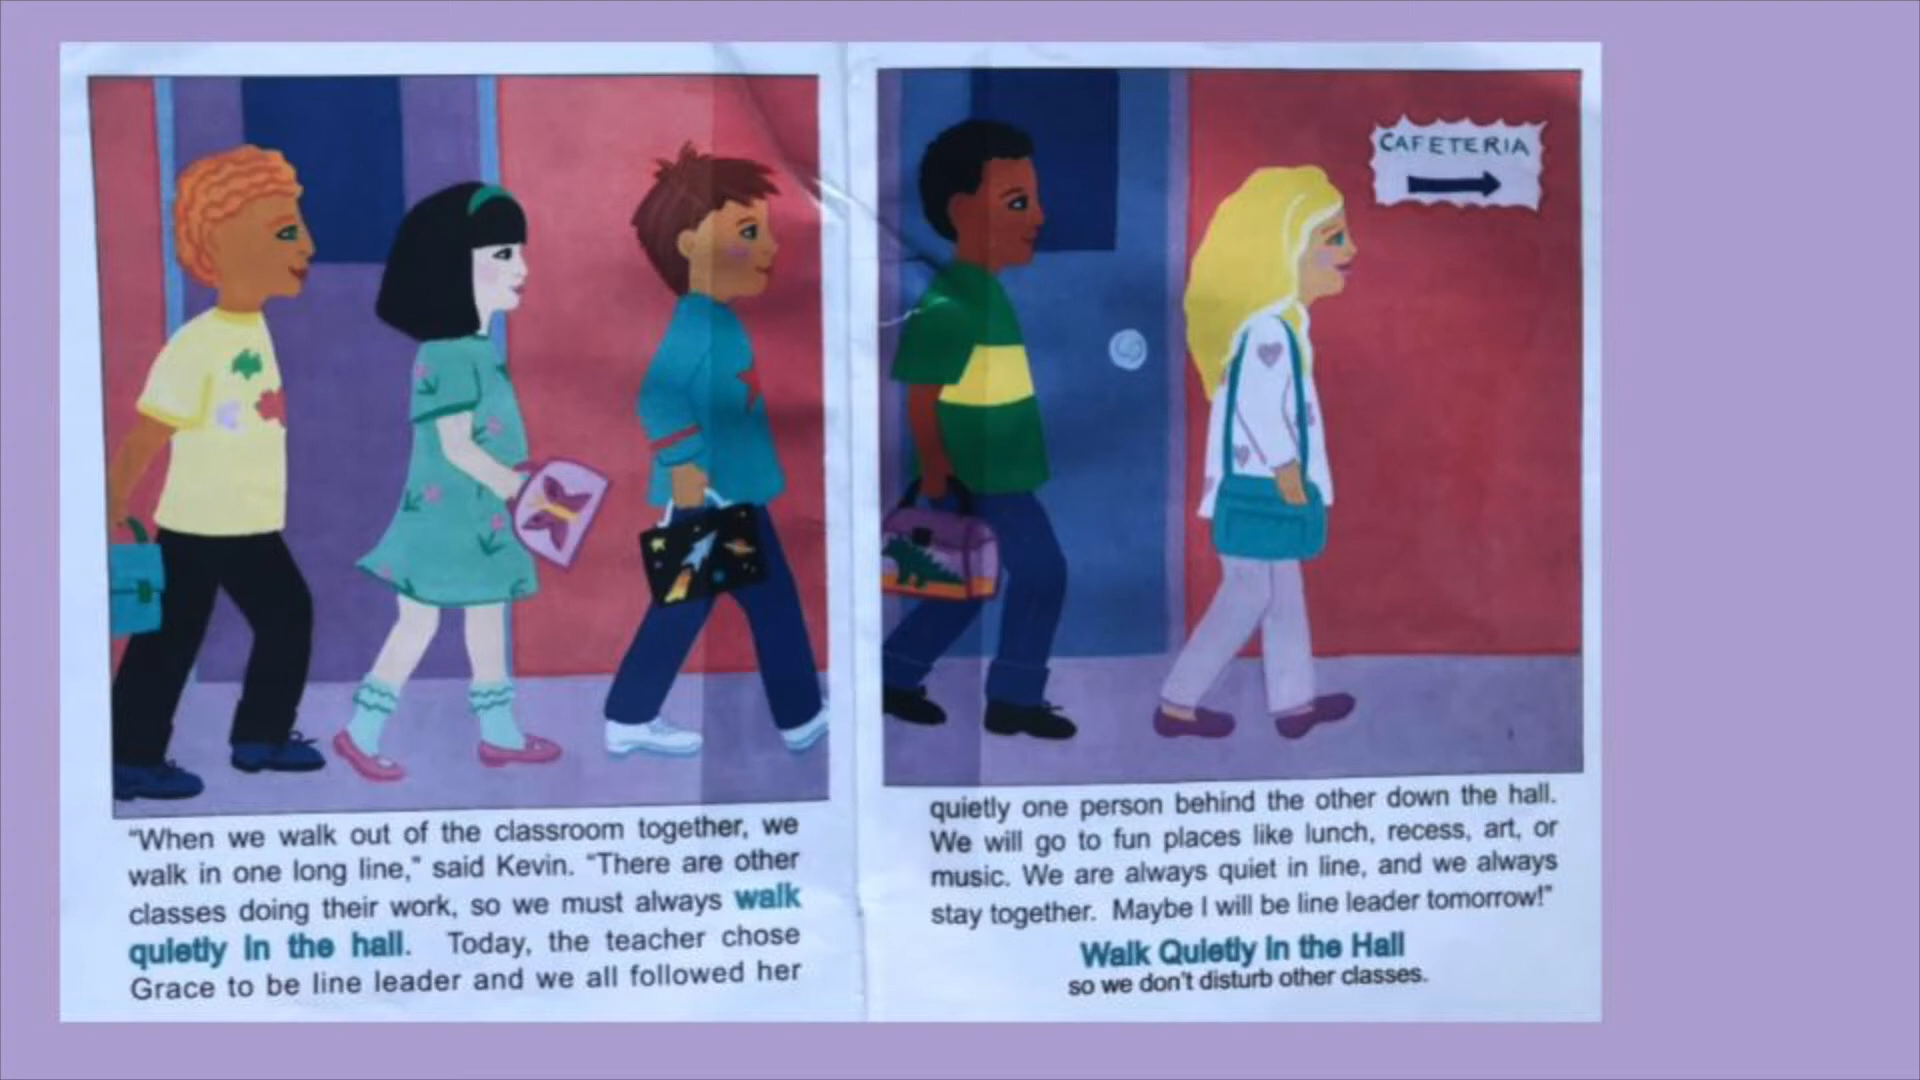 CAFETERIA
“When we walk out of the classroom together, we
walk in one long line,” said Kevin. “There are other
classes doing their work, so we must always walk
quietly in the hall. Today, the teacher chose
Grace to be line leader and we all followed her
quietly one person behind the other down the hall.
We will go to fun places like lunch, recess, art, or
music. We are always quiet in line, and we always
stay together. Maybe I will be line leader tomorrow!”
Walk Quietly in the Hall
so we don't disturb other classes.